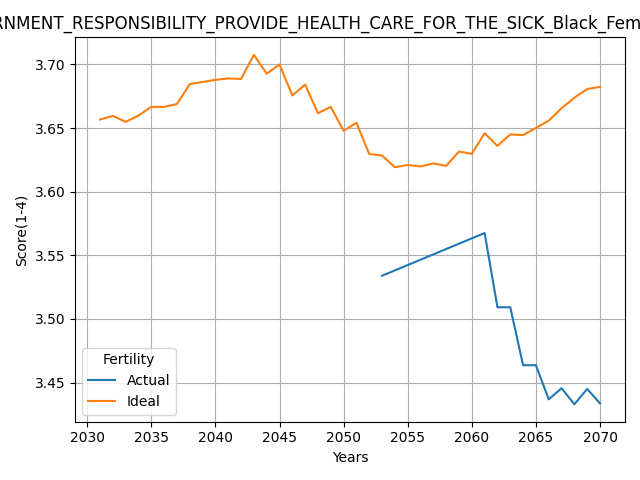 RNMENT_RESPONSIBILITY_PROVIDE_HEALTH_CARE_FOR_THE_SICK_Black_Fem
3.70
3.65
3.60
3.55
3.50
3.45
Score(1-4)
Fertility
Actual
Ideal
2030 2035 2040 2045 2050 2055 2060 2065 2070
Years